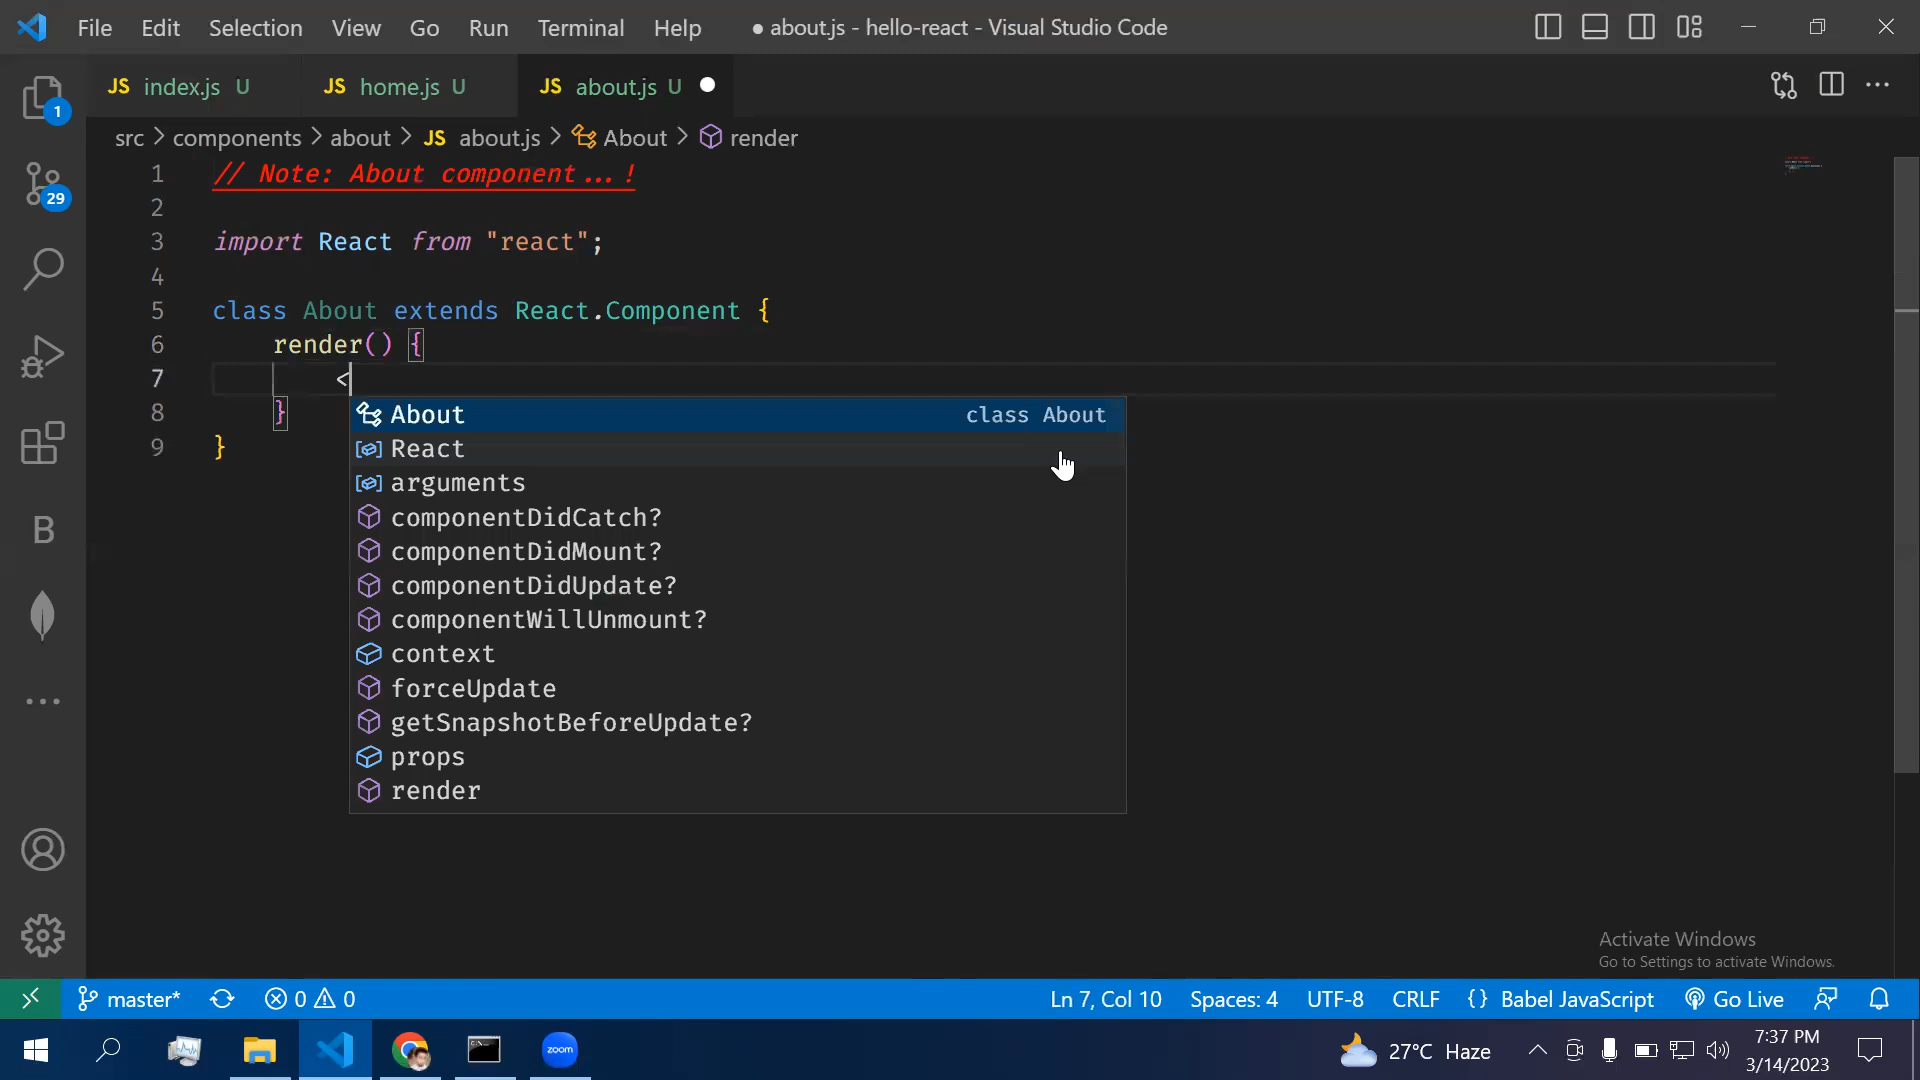 File Edit Selection View Go Run Terminal Help
● about.js - hello-react - Visual Studio Code
JS index.js U
JS home.js U
JS about.js U
1
src > components > about > JS about.js > About > render
1 // Note: About component...!
2
3 import React from "react";
4
5 class About extends React.Component {
6 render() {
7 <
8 }
9 }
About class About
React
arguments
componentDidCatch?
componentDidMount?
componentDidUpdate?
componentWillUnmount?
context
forceUpdate
getSnapshotBeforeUpdate?
props
render
29
B
Activate Windows
Go to Settings to activate Windows.
master* 0 0
Ln 7, Col 10 Spaces: 4 UTF-8 CRLF {} Babel JavaScript Go Live
zoom
27°C Haze
7:37 PM
3/14/2023